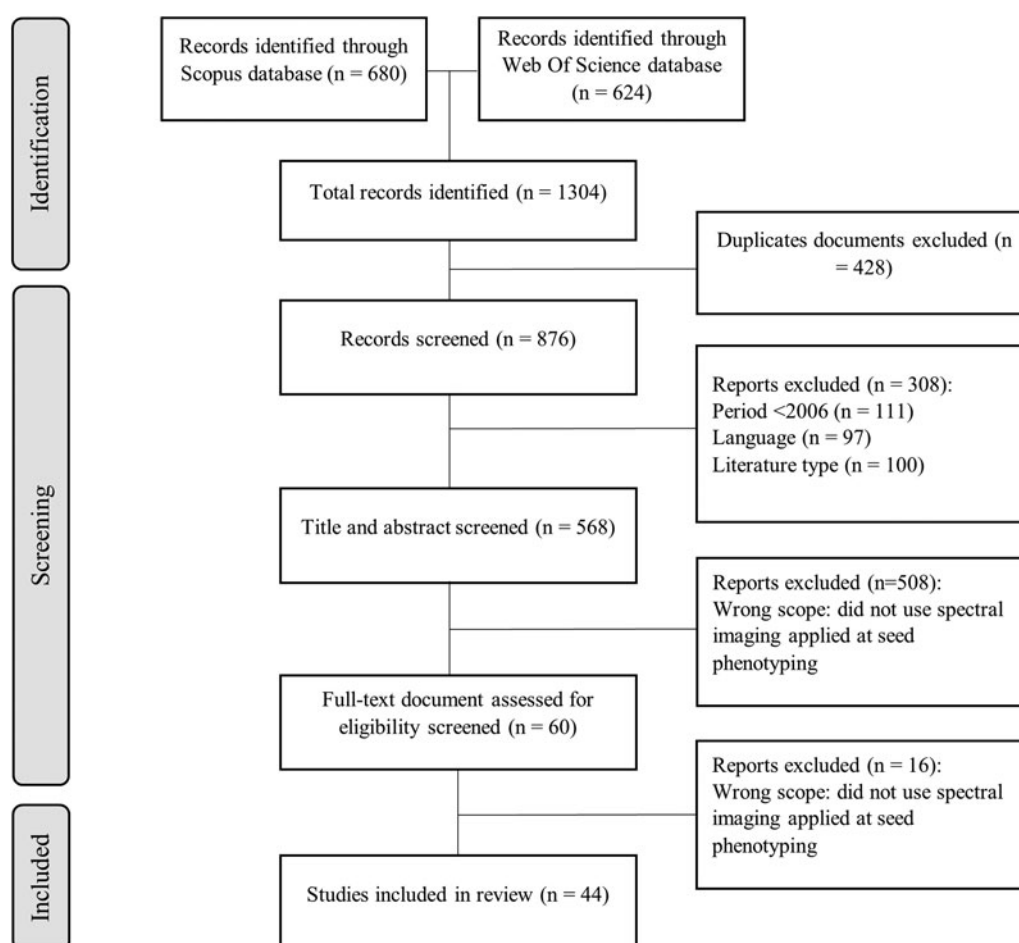 Identification
Records identified through
Scopus database (n = 680)
Records identified through
Web Of Science database
(n = 624)
Total records identified (n = 1304)
Duplicates documents excluded (n
= 428)
Screening
Records screened (n = 876)
Reports excluded (n = 308):
Period <2006 (n = 111)
Language (n = 97)
Literature type (n = 100)
Title and abstract screened (n = 568)
Reports excluded (n=508):
Wrong scope: did not use spectral
imaging applied at seed
phenotyping
Full-text document assessed for
eligibility screened (n = 60)
Reports excluded (n = 16):
Wrong scope: did not use spectral
imaging applied at seed
phenotyping
Included
Studies included in review (n = 44)